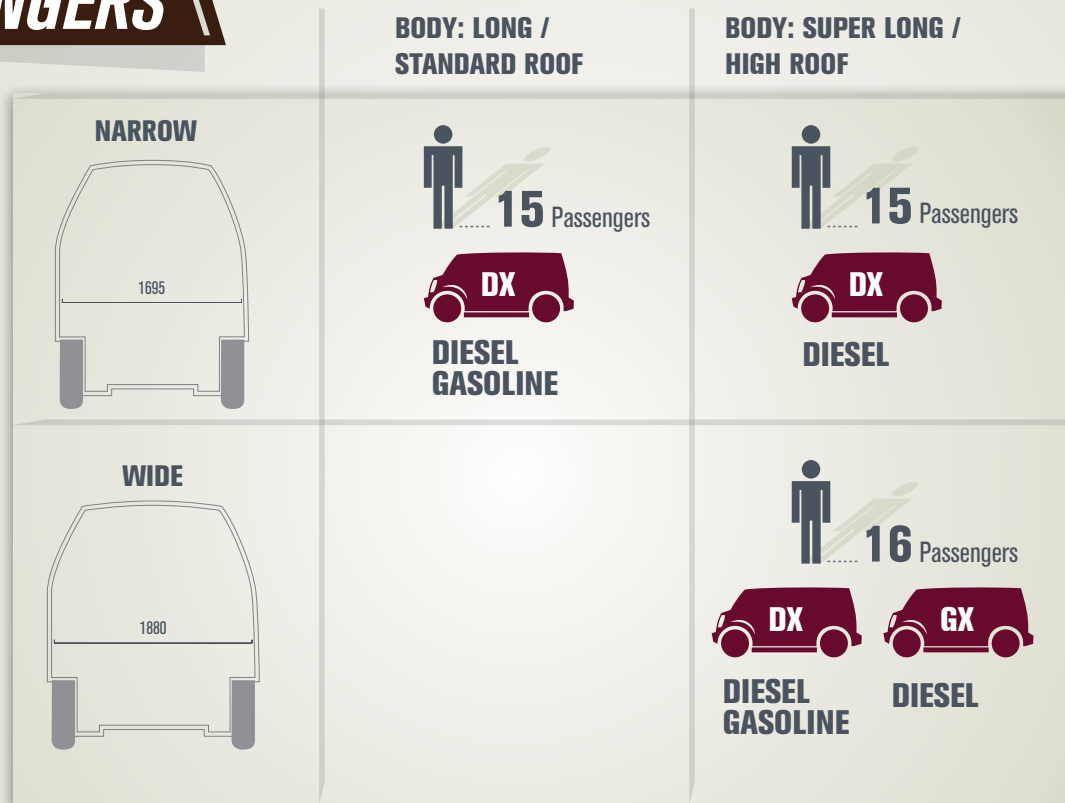 NGERS
BODY: LONG /
STANDARD ROOF
BODY: SUPER LONG /
HIGH ROOF
NARROW
1695
15 Passengers
DX
DIESEL
GASOLINE
15 Passengers
DX
DIESEL
WIDE
1880
16 Passengers
DX
DIESEL
GASOLINE
GX
DIESEL